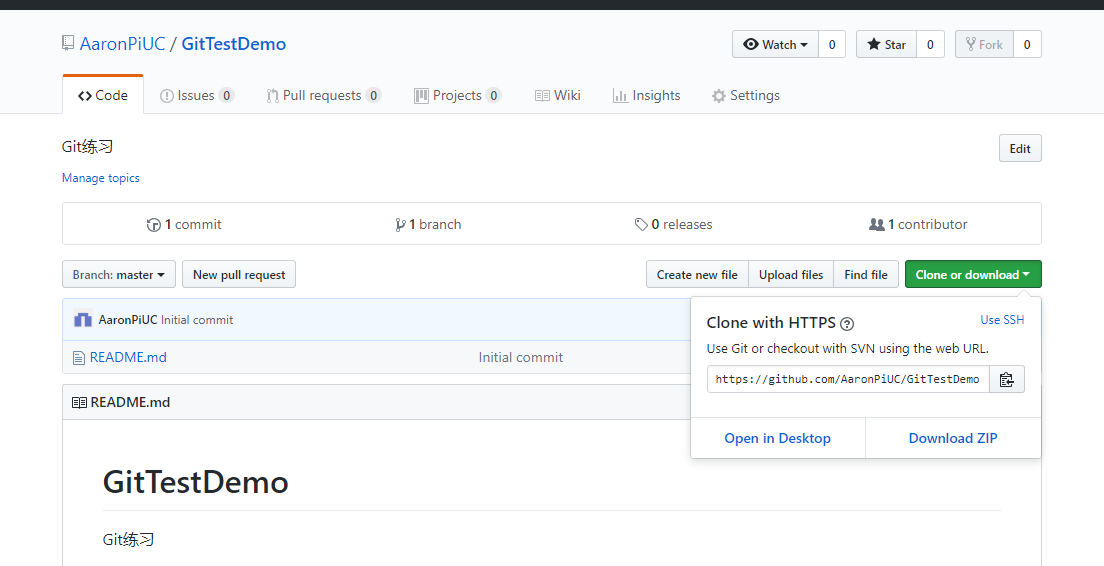 AaronPiUC / GitTestDemo
Watch 0 Star 0 Fork 0
Code Issues 0 Pull requests 0 Projects 0 Wiki Insights Settings
Git练习
Edit
Manage topics
1 commit 1 branch 0 releases 1 contributor
Branch: master New pull request Create new file Upload files Find file Clone or download
AaronPiUC Initial commit
README.md Initial commit
Clone with HTTPS ? Use SSH
Use Git or checkout with SVN using the web URL.
https://github.com/AaronPiUC/GitTestDemo
Open in Desktop Download ZIP
README.md
GitTestDemo
Git练习